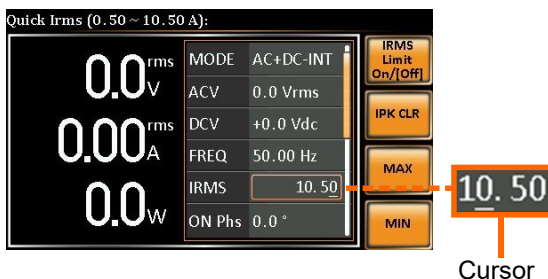 Quick Irms (0.50 ~ 10.50 A):
0.0 rms V
0.00 rms A
0.0 W
MODE AC+DC-INT
ACV 0.0 Vrms
DCV +0.0 Vdc
FREQ 50.00 Hz
IRMS 10.50
ON Phs 0.0 °
IRMS
Limit
On/[Off]
IPK CLR
MAX
MIN
10.50
Cursor